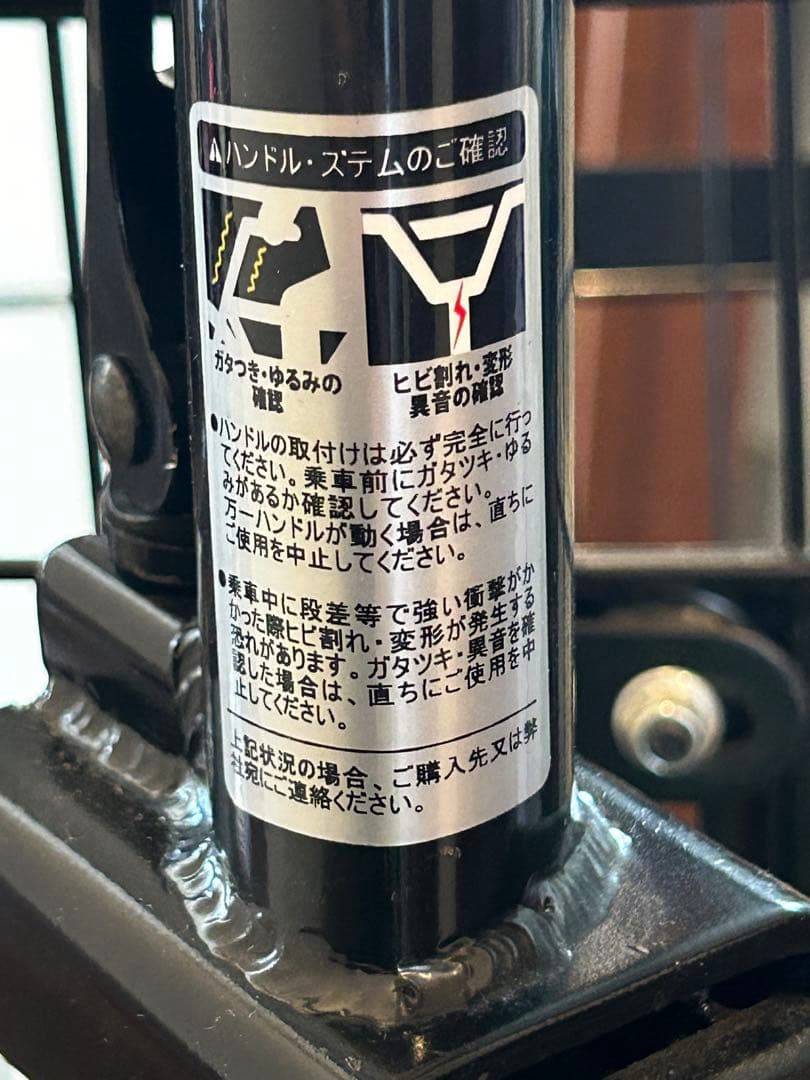 ⚠ハンドル・ステムのご確認
ガタつき・ゆるみの
確認
ヒビ割れ・変形
異音の確認
●ハンドルの取付けは必ず完全に行っ
てください。乗車前にガタツキ・ゆる
みがあるか確認してください。
万一ハンドルが動く場合は、直ちに
ご使用を中止してください。
●乗車中に段差等で強い衝撃がか
かった際ヒビ割れ・変形が発生する
恐れがあります。ガタツキ・異音を確
認した場合は、直ちにご使用を中
止してください。
上記状況の場合、ご購入先又は弊
社宛にご連絡ください。